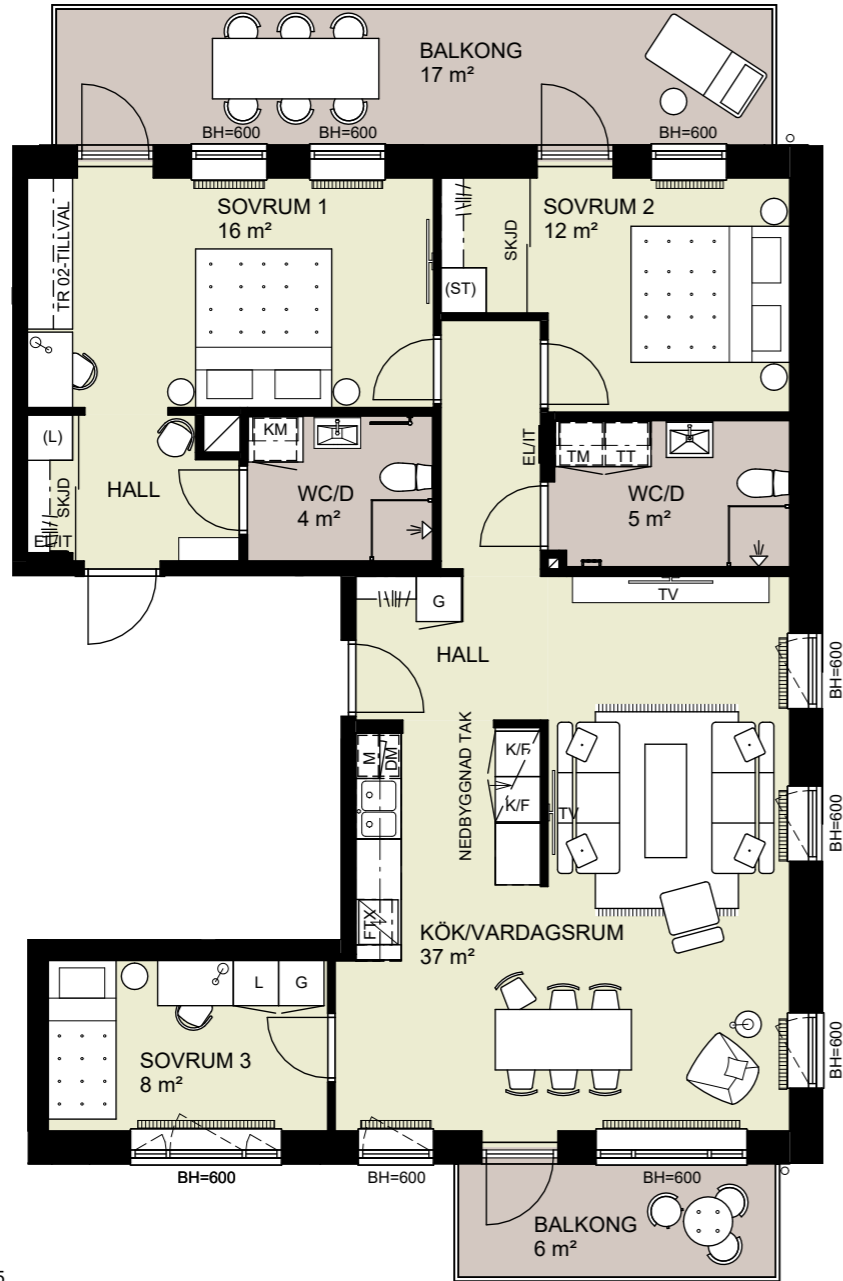 BALKONG
17 m²
BH=600
BH=600
BH=600
SOVRUM 1
16 m²
SOVRUM 2
12 m²
TR 02-TILLVAL
SKJD
(ST)
(L)
SKJD
EL/IT
HALL
KM
WC/D
4 m²
EL/IT
TM
TT
WC/D
5 m²
G
TV
HALL
BH=600
M
DM
NEDBYGGNAD TAK
K/F
K/F
TV
BH=600
FTX
KÖK/VARDAGSRUM
37 m²
L
G
SOVRUM 3
8 m²
BH=600
BH=600
BH=600
BH=600
BALKONG
6 m²